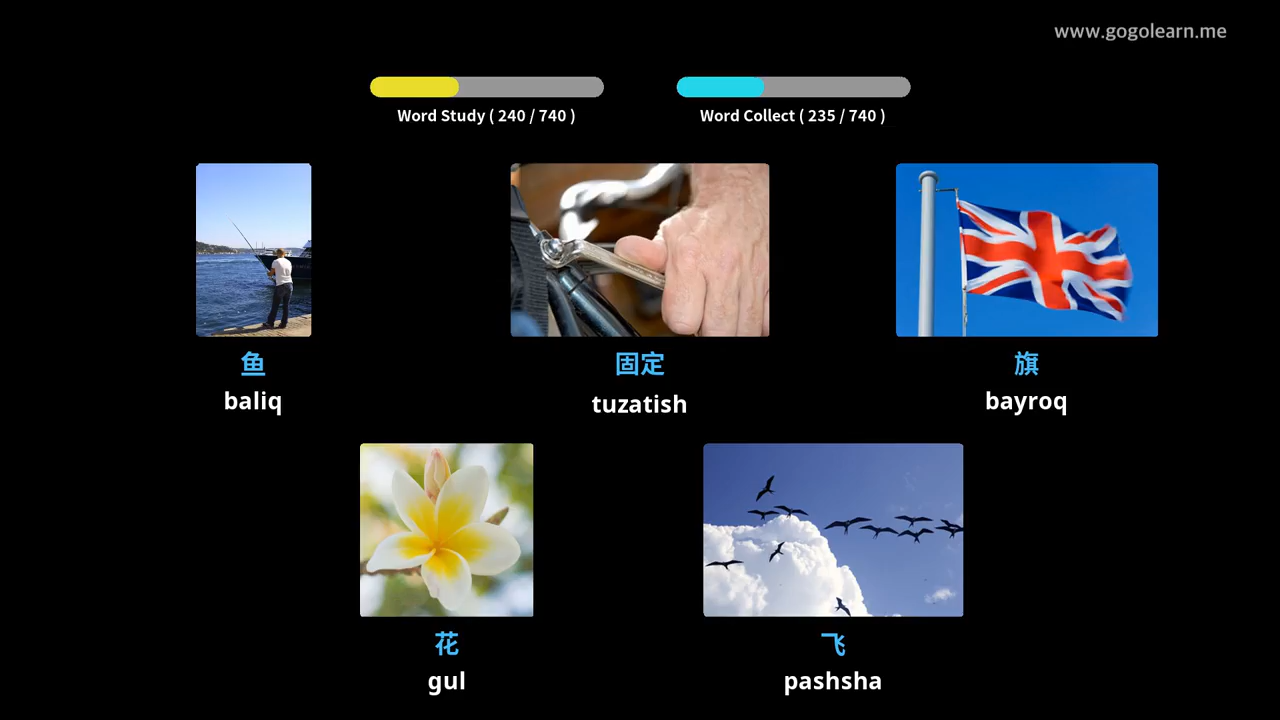 www.gogolearn.me
Word Study ( 240 / 740 )
Word Collect ( 235 / 740 )
鱼
baliq
固定
tuzatish
旗
bayroq
花
gul
飞
pashsha